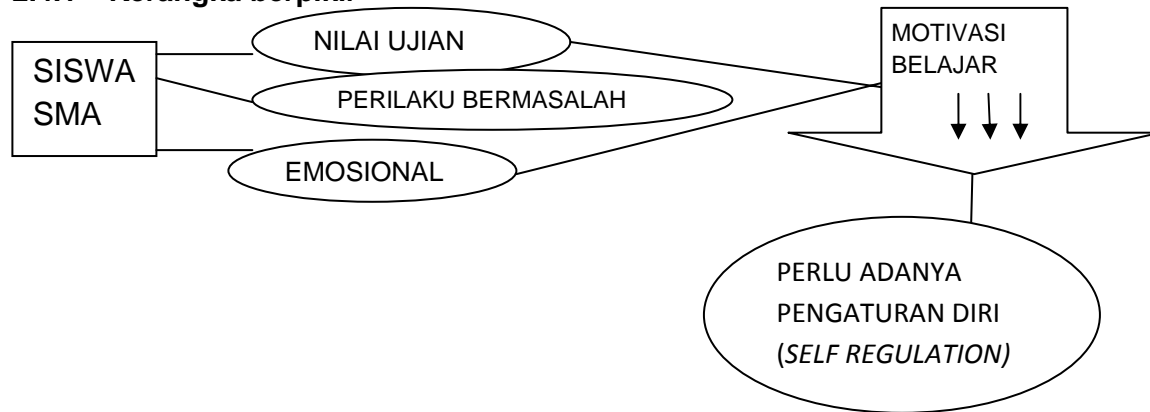 SISWA
SMA
NILAI UJIAN
PERILAKU BERMASALAH
EMOSIONAL
MOTIVASI
BELAJAR
PERLU ADANYA
PENGATURAN DIRI
(SELF REGULATION)